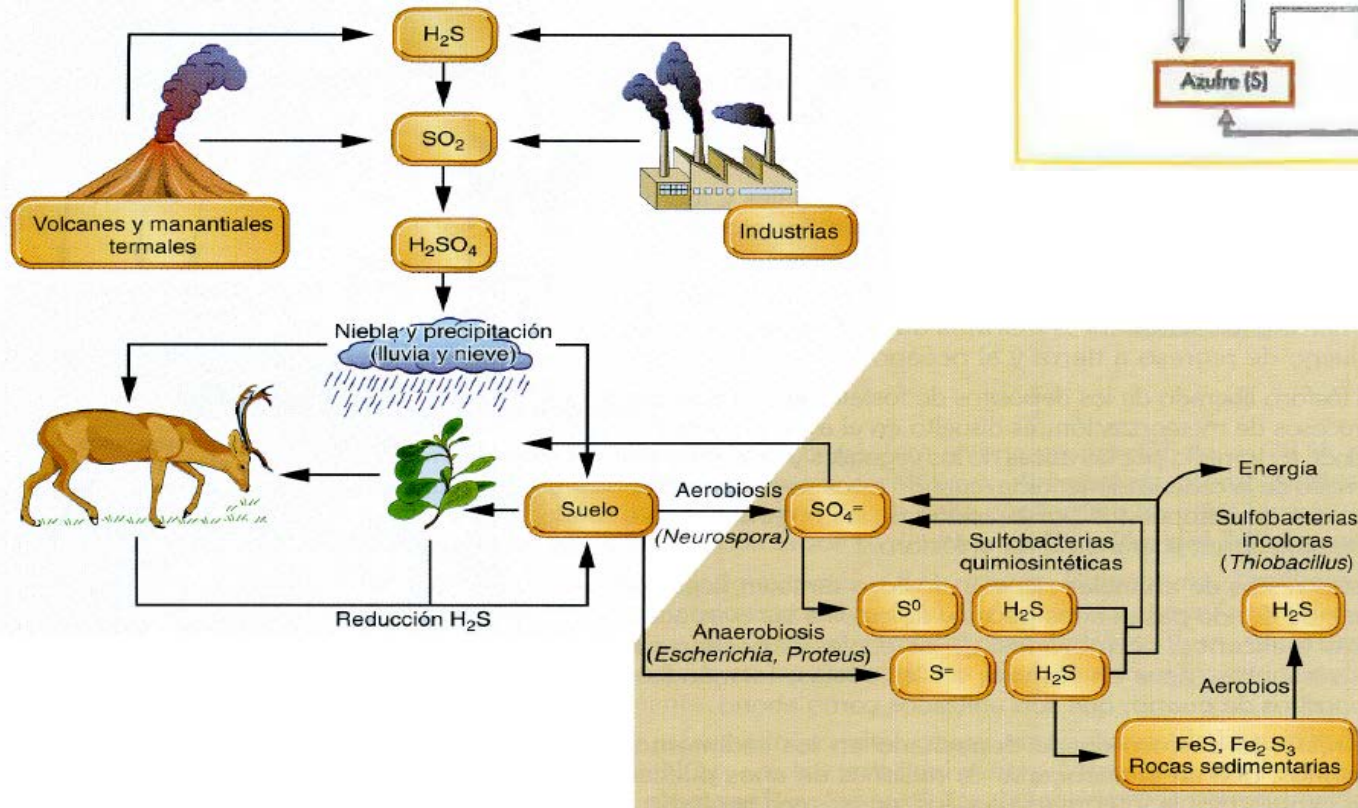 H₂S
Azufre (S)
SO₂
Volcanes y manantiales
termales
H₂SO₄
Industrias
Niebla y precipitación
(lluvia y nieve)
Energía
Suelo
Aerobiosis
(Neurospora)
SO₄⁼
Sulfobacterias
quimiosintéticas
Sulfobacterias
incoloras
(Thiobacillus)
Reducción H₂S
S⁰
H₂S
H₂S
Anaerobiosis
(Escherichia, Proteus)
S⁼
H₂S
Aerobios
FeS, Fe₂ S₃
Rocas sedimentarias